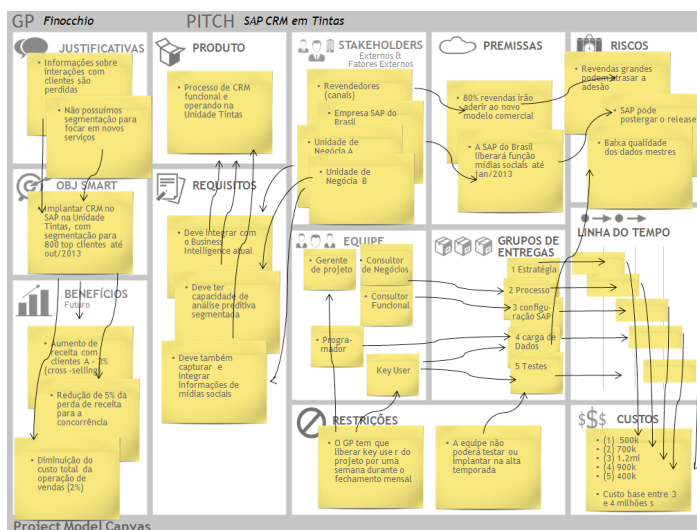 GP Finocchio
PITCH SAP CRM em Tintas
JUSTIFICATIVAS
• Informações sobre
interações com
clientes são
perdidas
• Não possuímos
segmentação para
focar em novos
serviços
OBJ SMART
Implantar CRM no
SAP na Unidade
Tintas, com
segmentação para
800 top clientes até
out/2013
BENEFÍCIOS
Futuro
• Aumento de
receita com
clientes A - 3%
(cross -selling)
• Redução de 5% da
perda de receita
para a
concorrência
• Diminuição do
custo total da
operação de
vendas (2%)
PRODUTO
• Processo de CRM
funcional e
operando na
Unidade Tintas
REQUISITOS
• Deve integrar com
o Business
Intelligence atual
• Deve ter
capacidade de
análise preditiva
segmentada
• Deve também
capturar e
integrar
informações de
mídias sociais
STAKEHOLDERS
Externos &
Fatores Externos
• Revendedores
(canais)
• Empresa SAP do
Brasil
• Unidade de
Negócia A
• Unidade de
Negócia B
EQUIPE
• Gerente
de projeto
• Consultor
de Negócios
• Consultor
Funcional
• Progra-
mador
Key User
RESTRIÇÕES
• O GP tem que
liberar key use r do
projeto por uma
semana durante o
fechamento mensal
• A equipe não
poderá testar ou
implantar na alta
temporada
PREMISSAS
• 80% revendas irão
aderir ao novo
modelo comercial
• A SAP do Brasil
liberará função
mídias sociais até
jan/2013
GRUPOS DE
ENTREGAS
1 Estratégia
2 Processo
3 configu-
ração SAP
4 carga de
Dados
5 Testes
RISCOS
• Revendas grandes
podem atrasar a
adesão
• SAP pode
postergar o release
• Baixa qualidade
dos dados mestres
LINHA DO TEMPO
$$$ CUSTOS
• (1) 500k
• (2) 700k
• (3) 1.2mi
• (4) 900k
• (5) 400k
• Custo base entre 3
e 4 milhões s
Project Model Canvas